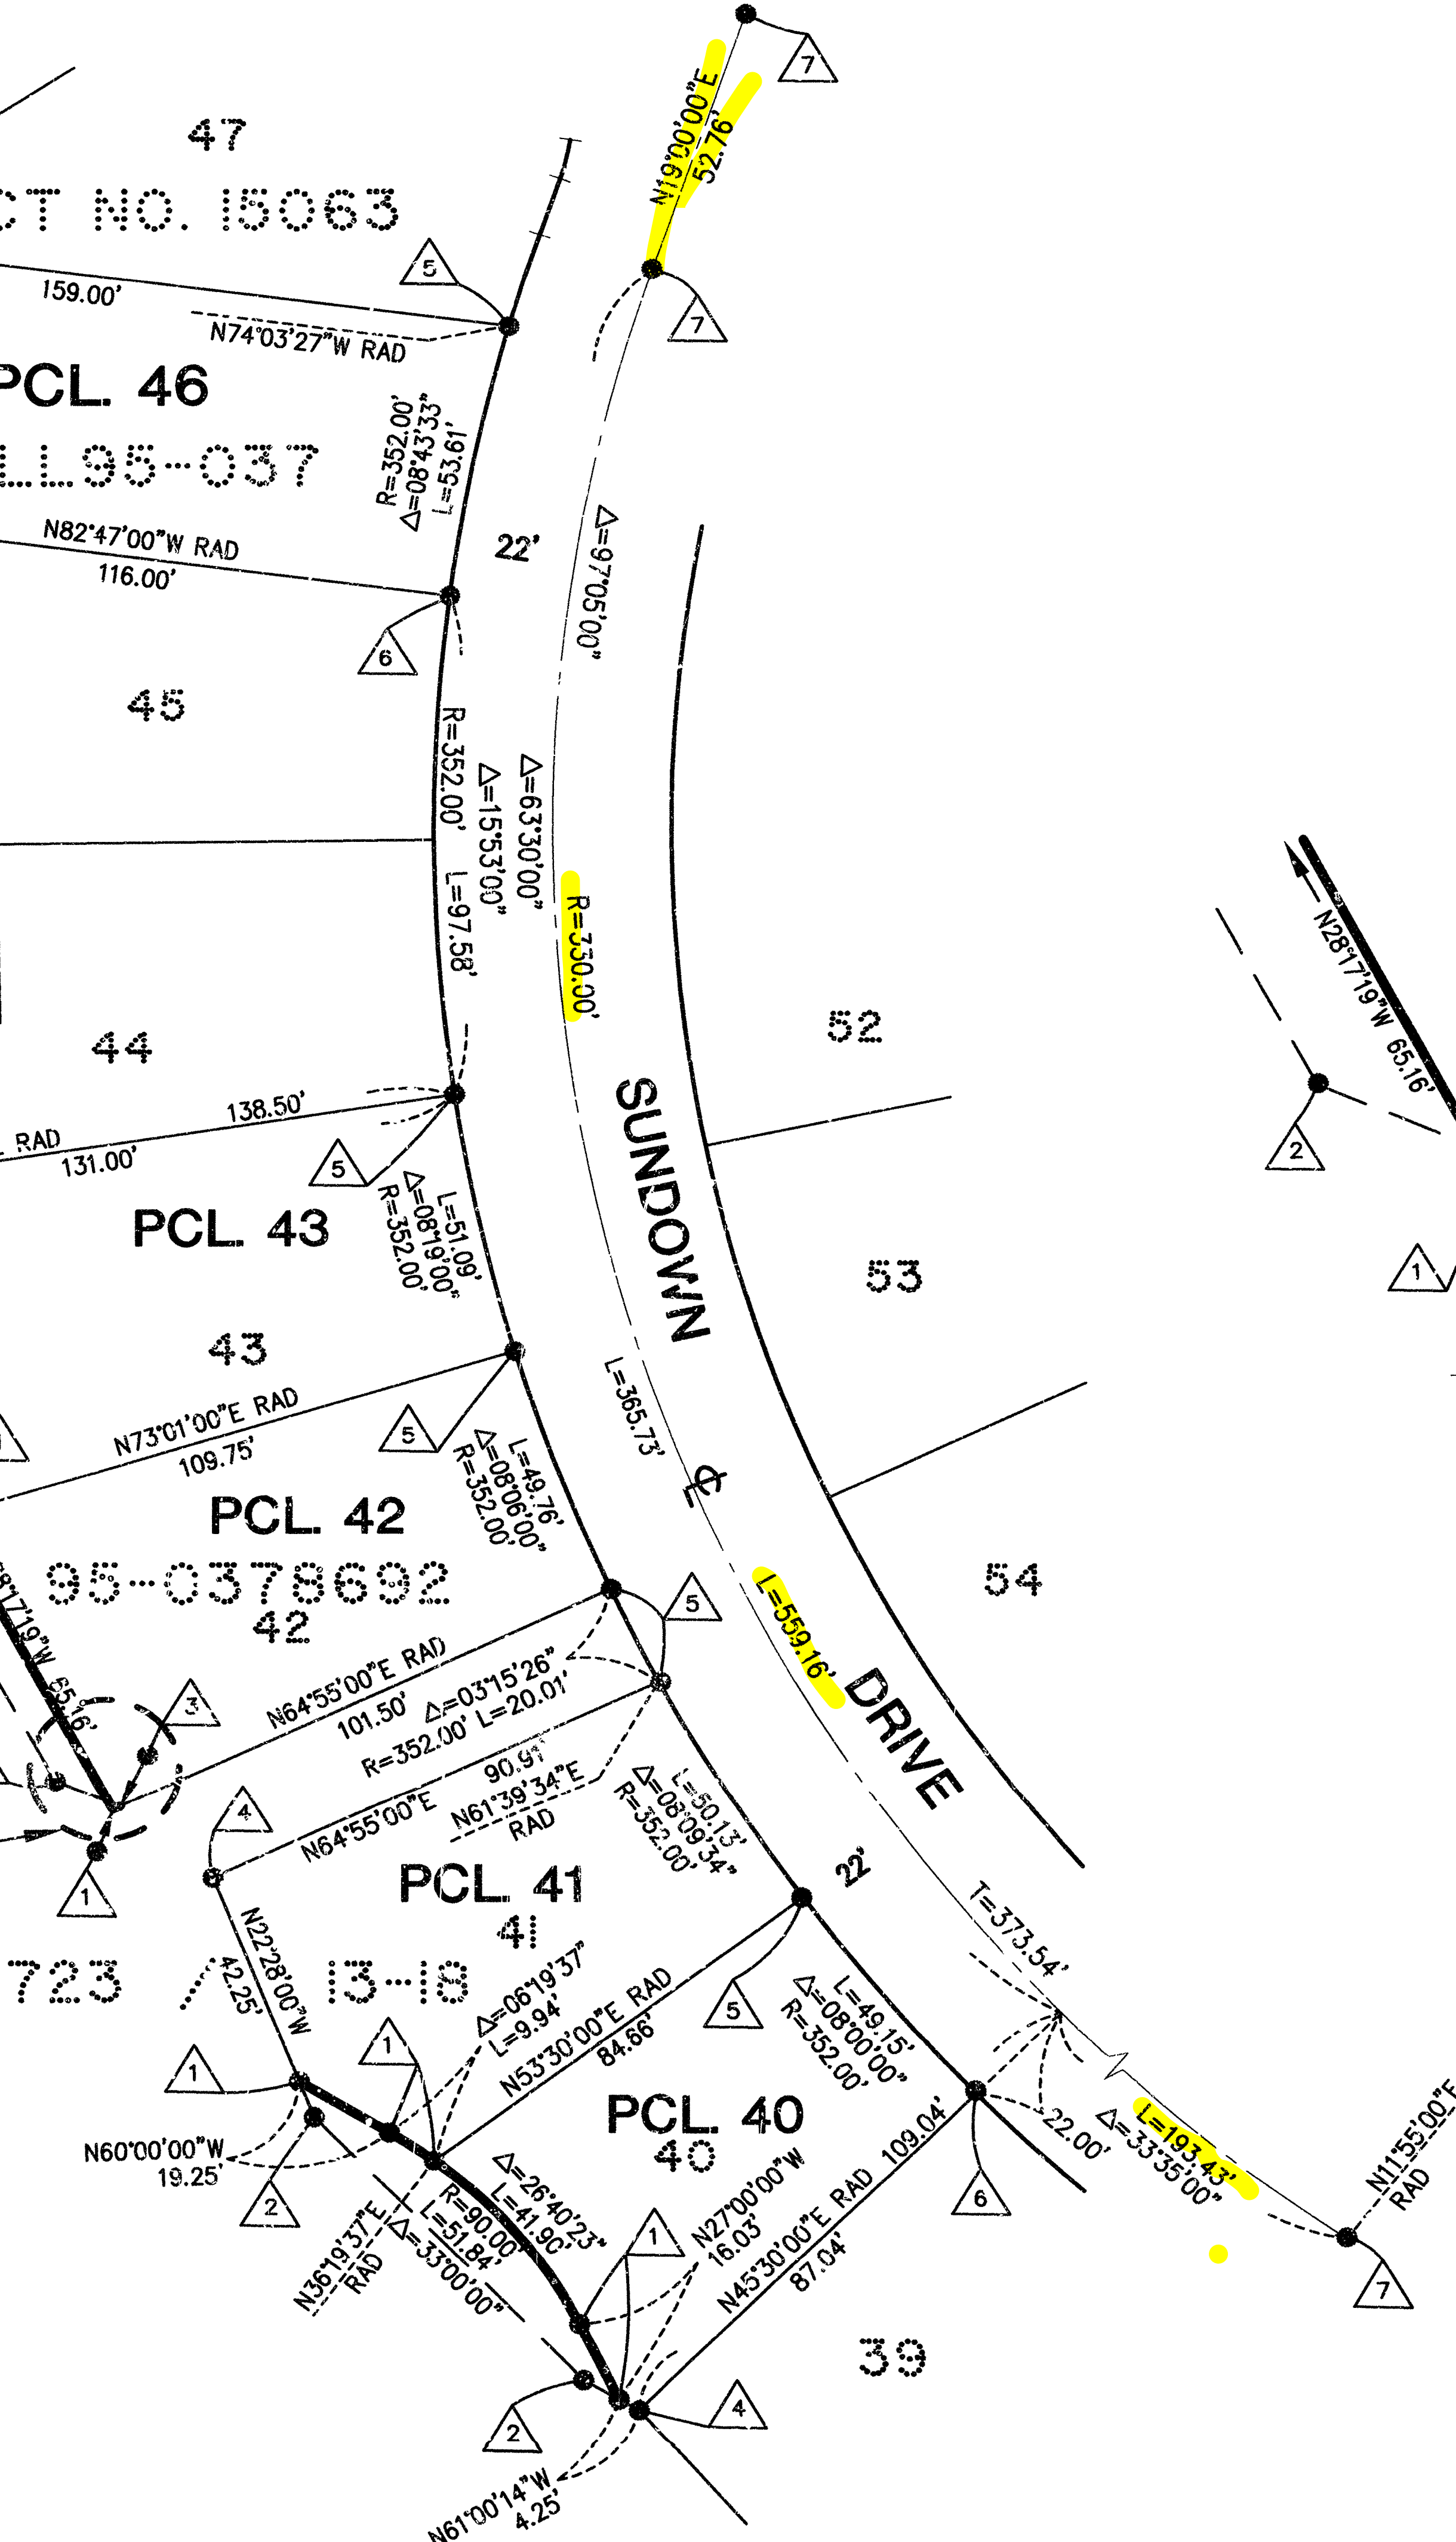 7
N19°00'00"E
52.76'
47
CT NO. 15063
5
159.00'
N74°03'27"W RAD
7
PCL. 46
LL95-037
R=352.00'
Δ=08°43'33"
L=53.61'
N82°47'00"W RAD
116.00'
22'
Δ=97°05'00"
6
45
R=352.00' L=97.58'
Δ=15°53'00"
Δ=63°30'00"
R=330.00'
N28°17'19"W 65.16'
52
44
138.50'
RAD
131.00'
5
2
SUNDOWN
L=51.09'
Δ=08°19'00"
R=352.00'
PCL. 43
53
1
43
L=365.73'
N73°01'00"E RAD
109.75'
5
L=49.76'
Δ=08°06'00"
R=352.00'
℄
PCL. 42
95-0378692
42
54
5
L=559.16'
17'19"W 65.16'
N64°55'00"E RAD
101.50'
Δ=03°15'26"
R=352.00' L=20.01'
3
DRIVE
90.91'
N64°55'00"E
N61°39'34"E
RAD
L=50.13'
Δ=08°09'34"
R=352.00'
4
1
22'
PCL. 41
41
T=373.54'
N22°28'00"W
42.25'
723 / 13-18
Δ=06°19'37"
L=9.94'
5
L=49.15'
Δ=08°00'00"
R=352.00'
N53°30'00"E RAD
84.66'
1
1
PCL. 40
40
N60°00'00"W
19.25'
2
22.00'
L=193.43'
Δ=33°35'00"
N11°55'00"E
RAD
6
Δ=26°40'23"
L=41.90'
R=90.00'
L=51.84'
Δ=33°00'00"
N36°19'37"E
RAD
1
N27°00'00"W
16.03'
N45°30'00"E RAD 109.04'
87.04'
7
39
2
4
N61°00'14"W
4.25'